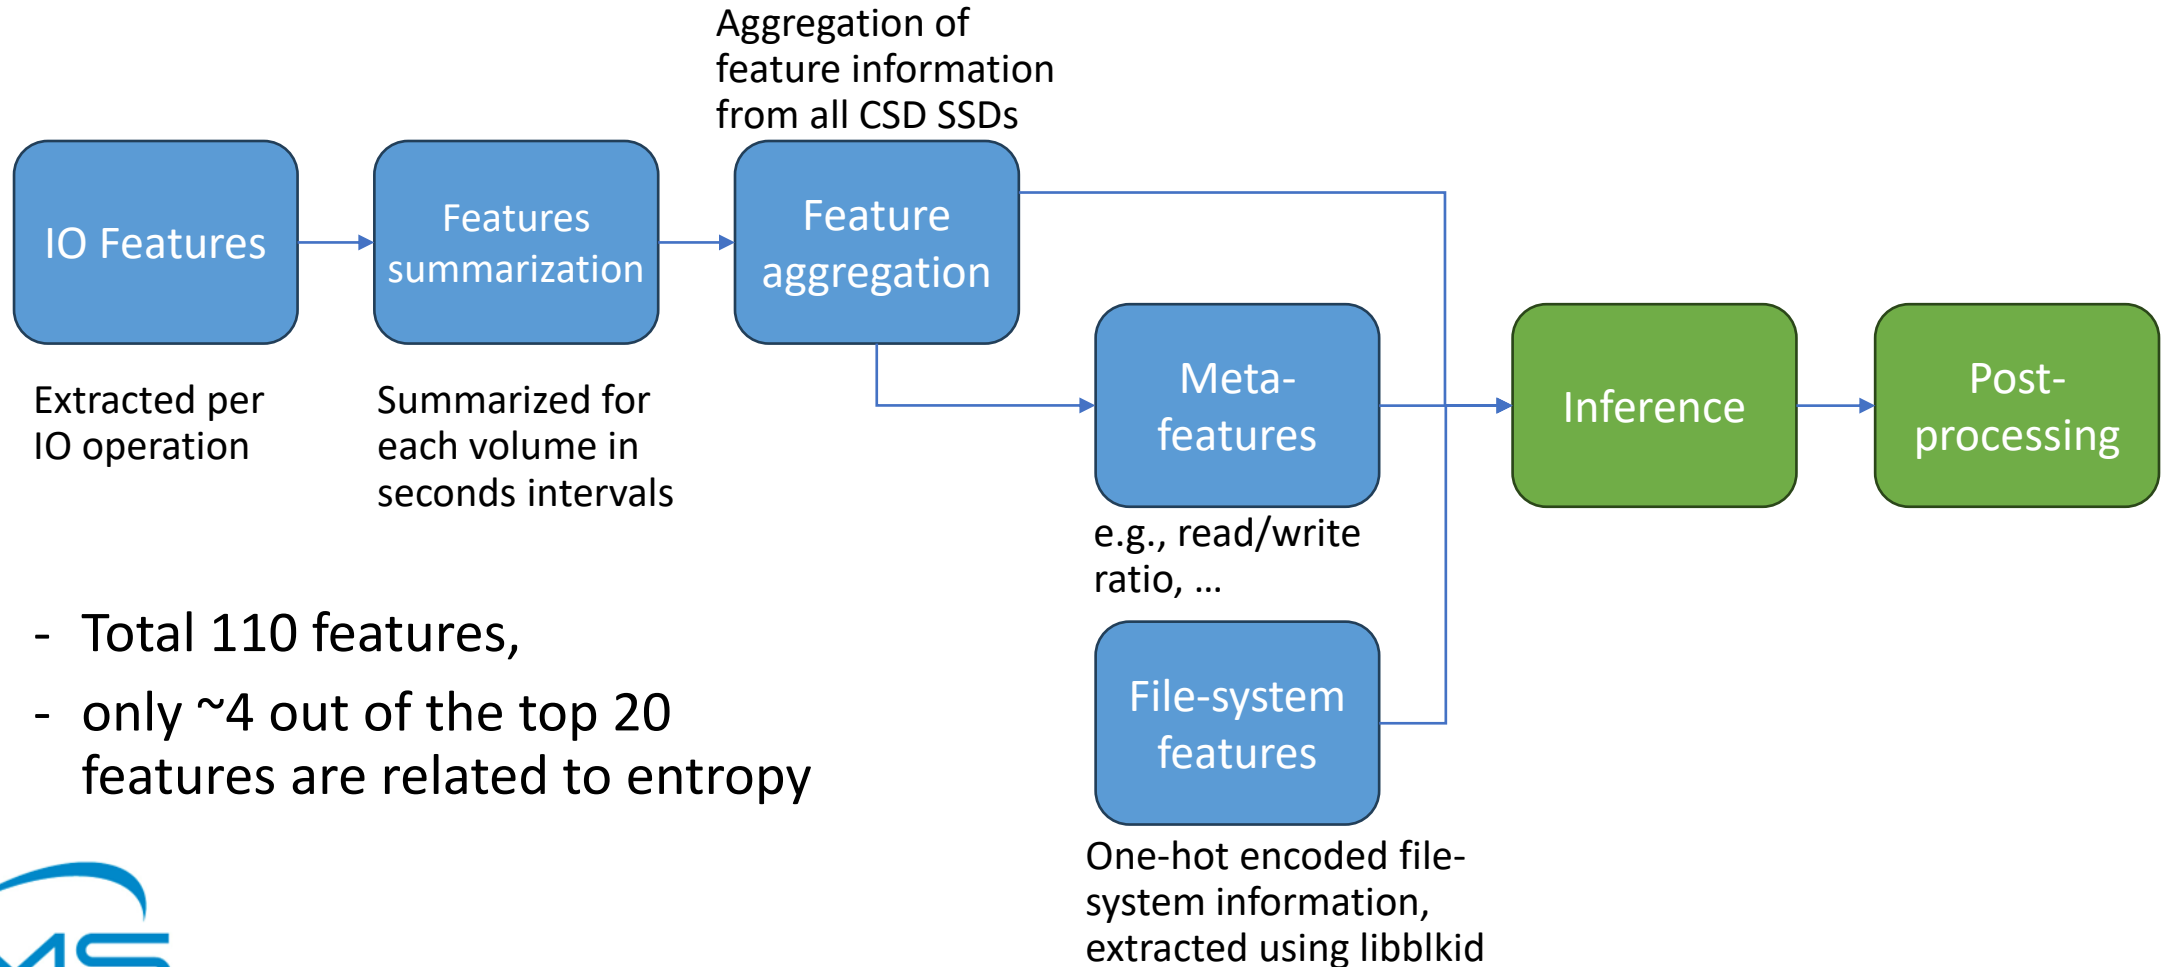 Aggregation of
feature information
from all CSD SSDs
IO Features
Features
summarization
Feature
aggregation
Extracted per
IO operation
Summarized for
each volume in
seconds intervals
Meta-
features
Inference
Post-
processing
e.g., read/write
ratio, …
- Total 110 features,
- only ~4 out of the top 20
features are related to entropy
File-system
features
One-hot encoded file-
system information,
extracted using libblkid